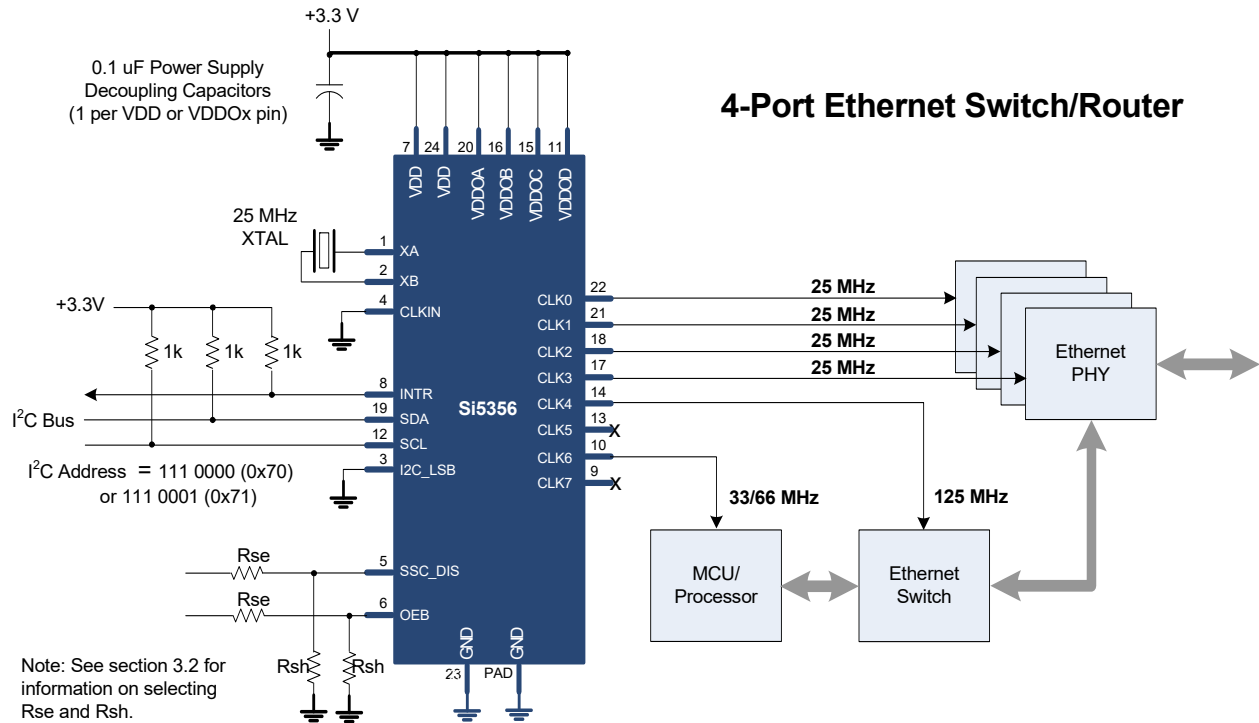 +3.3 V
0.1 uF Power Supply
Decoupling Capacitors
(1 per VDD or VDDOx pin)
4-Port Ethernet Switch/Router
7
24
20
16
15
11
VDD
VDD
VDDOA
VDDOB
VDDOC
VDDOD
25 MHz
XTAL
1
XA
2
XB
4
CLKIN
+3.3V
1k
1k
1k
8
INTR
I²C Bus
19
SDA
12
SCL
3
I2C_LSB
I²C Address = 111 0000 (0x70)
or 111 0001 (0x71)
Si5356
CLK0
22
25 MHz
CLK1
21
25 MHz
CLK2
18
25 MHz
CLK3
17
25 MHz
CLK4
14
CLK5
13
X
CLK6
10
CLK7
9
X
Ethernet
PHY
33/66 MHz
125 MHz
MCU/
Processor
Ethernet
Switch
Rse
5
SSC_DIS
Rse
6
OEB
Rsh
Rsh
GND
GND
23
PAD
Note: See section 3.2 for
information on selecting
Rse and Rsh.